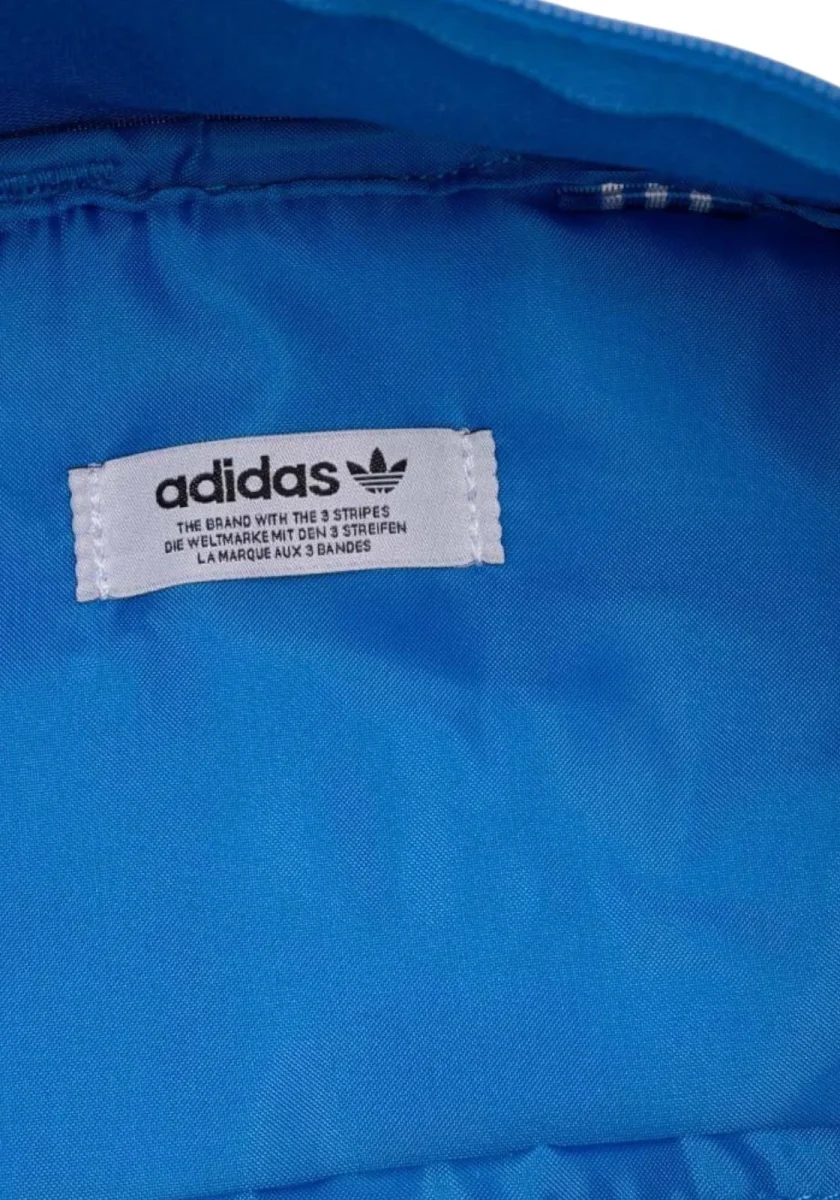 adidas
THE BRAND WITH THE 3 STRIPES
DIE WELTMARKE MIT DEN 3 STREIFEN
LA MARQUE AUX 3 BANDES